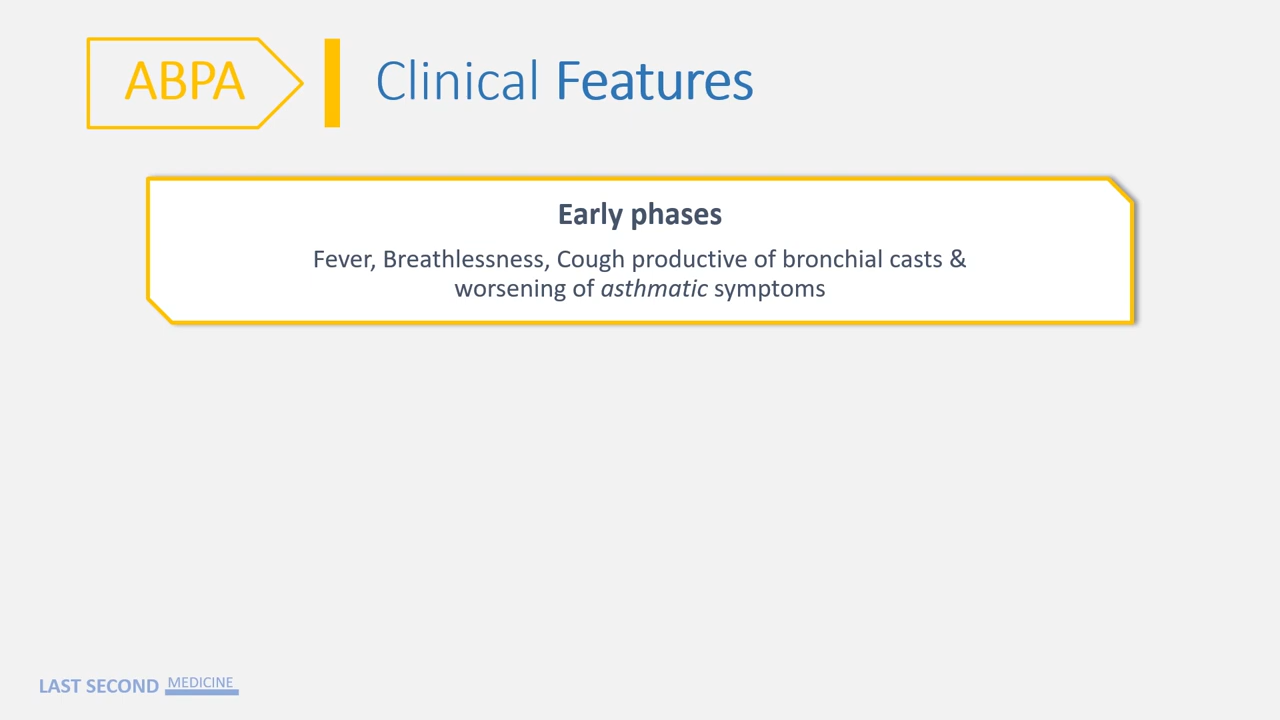 ABPA
Clinical Features
Early phases
Fever, Breathlessness, Cough productive of bronchial casts &
worsening of asthmatic symptoms
LAST SECOND MEDICINE